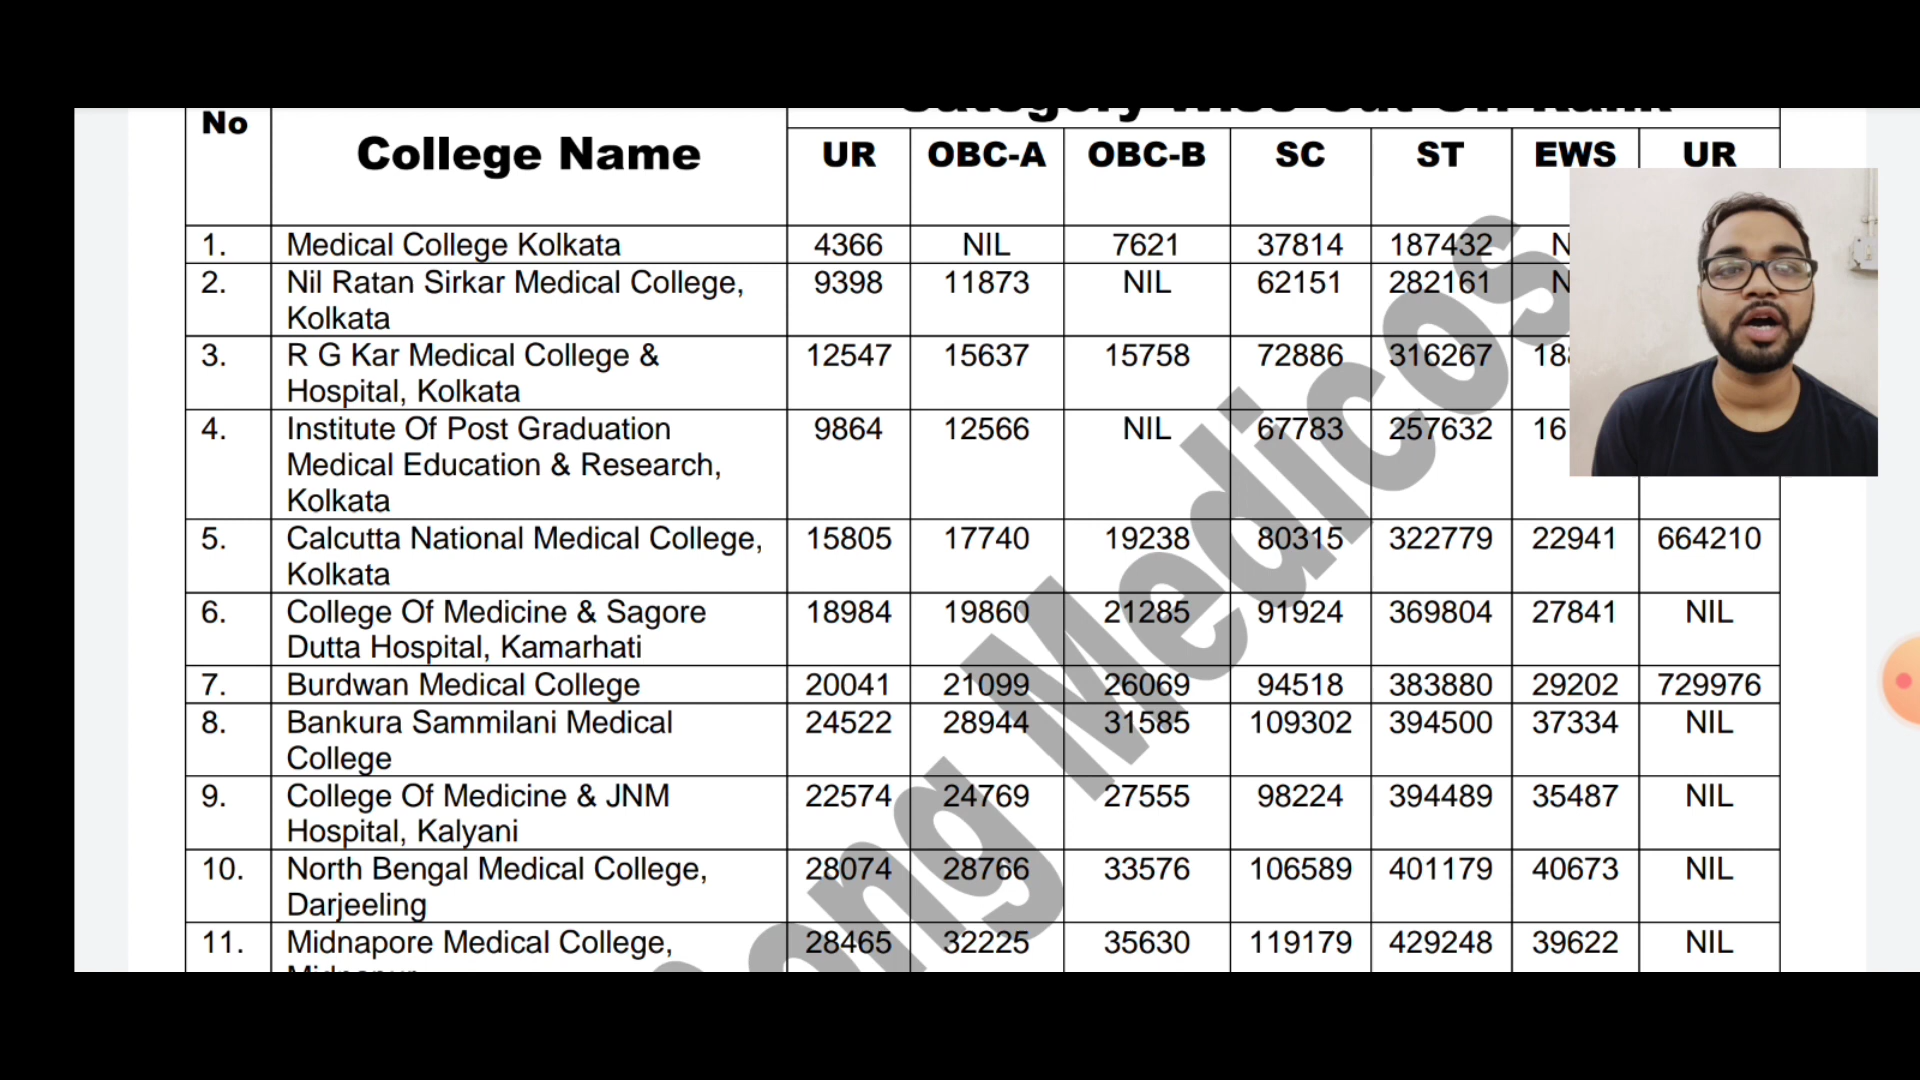 Category Wise Cut Off Rank
No College Name UR OBC-A OBC-B SC ST EWS UR
1. Medical College Kolkata 4366 NIL 7621 37814 187432
2. Nil Ratan Sirkar Medical College, 9398 11873 NIL 62151 282161
Kolkata
3. R G Kar Medical College & 12547 15637 15758 72886 316267
Hospital, Kolkata
4. Institute Of Post Graduation 9864 12566 NIL 67783 257632
Medical Education & Research,
Kolkata
5. Calcutta National Medical College, 15805 17740 19238 80315 322779 22941 664210
Kolkata
6. College Of Medicine & Sagore 18984 19860 21285 91924 369804 27841 NIL
Dutta Hospital, Kamarhati
7. Burdwan Medical College 20041 21099 26069 94518 383880 29202 729976
8. Bankura Sammilani Medical 24522 28944 31585 109302 394500 37334 NIL
College
9. College Of Medicine & JNM 22574 24769 27555 98224 394489 35487 NIL
Hospital, Kalyani
10. North Bengal Medical College, 28074 28766 33576 106589 401179 40673 NIL
Darjeeling
11. Midnapore Medical College, 28465 32225 35630 119179 429248 39622 NIL
Medicos